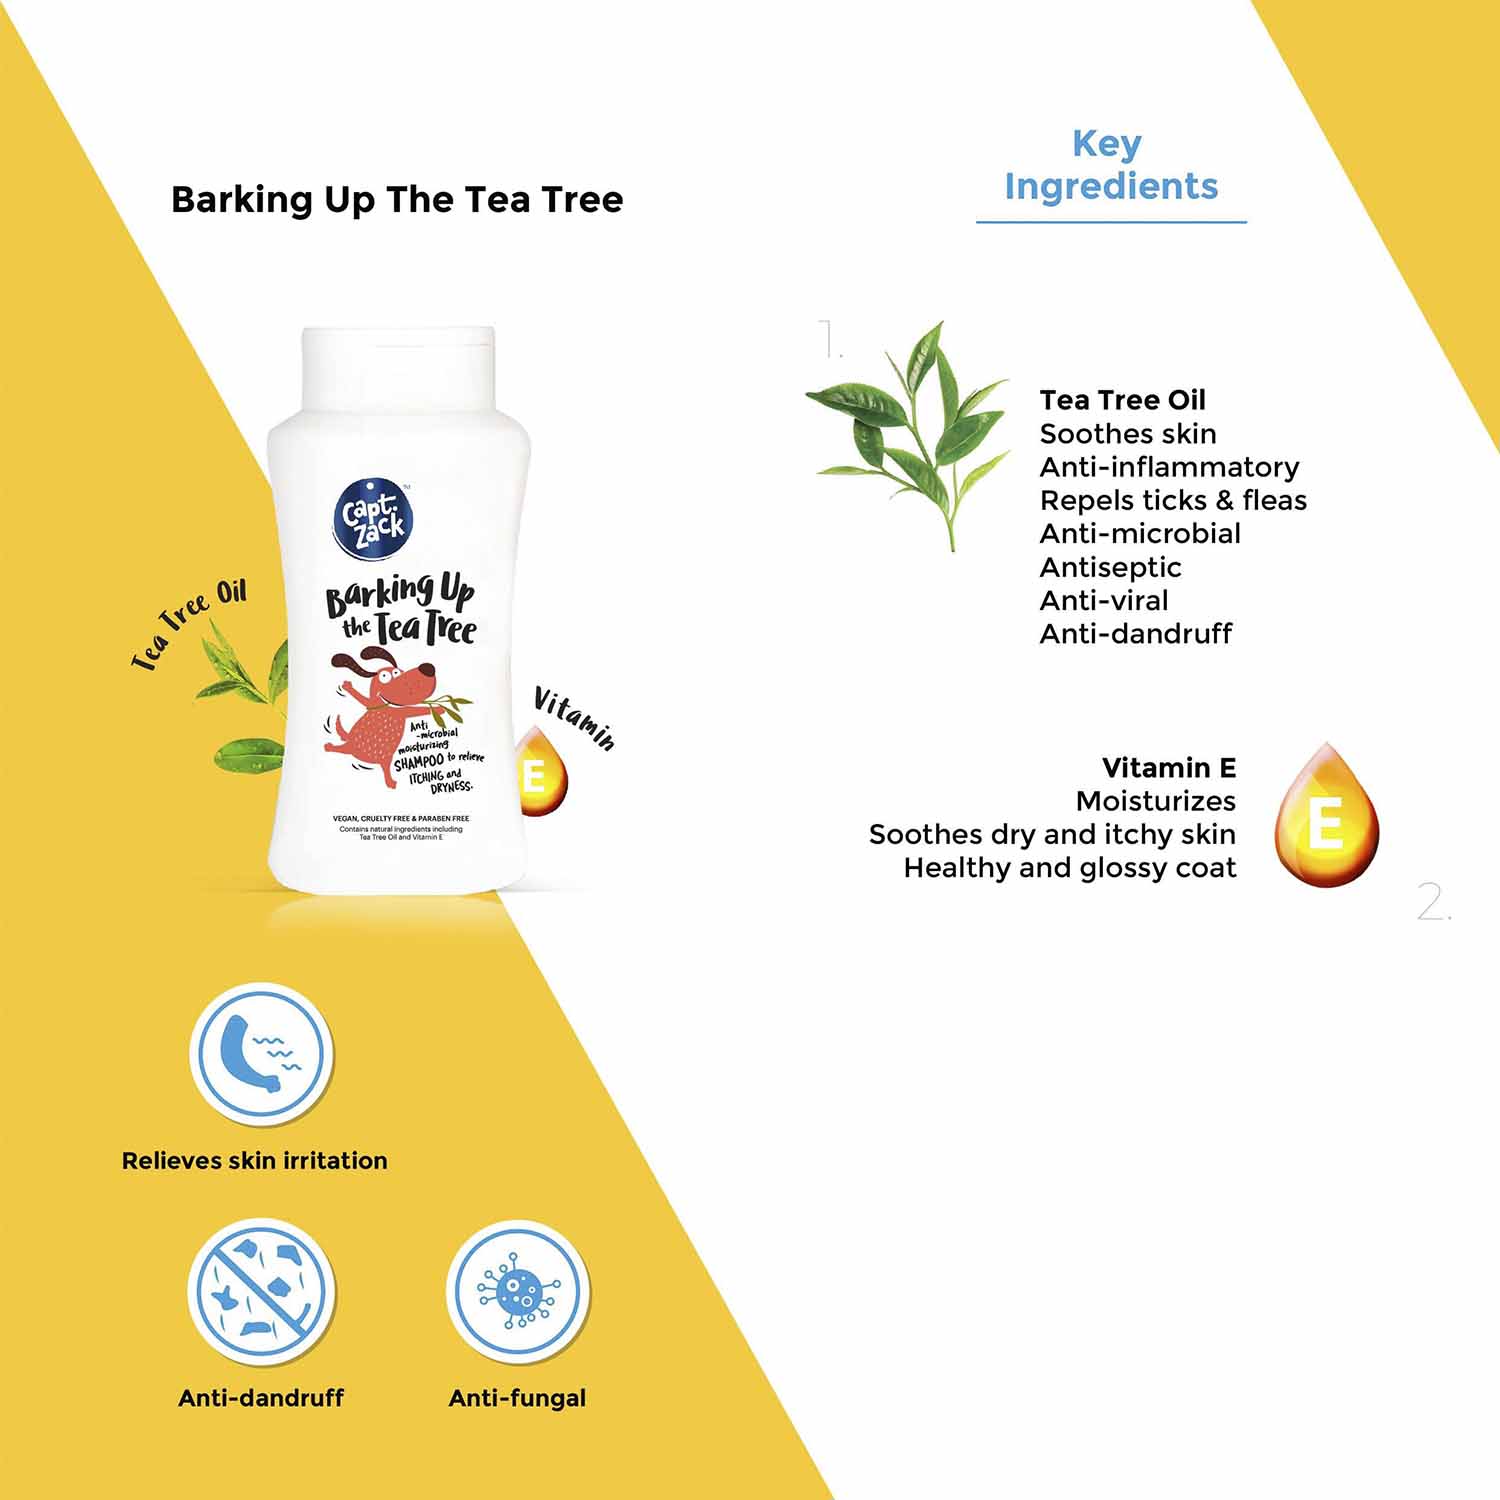 Barking Up The Tea Tree
Key
Ingredients
Capt.
Zack
Barking Up
the Tea Tree
Anti
-microbial
moisturizing
SHAMPOO to relieve
ITCHING and
DRYNESS.
VEGAN, CRUELTY FREE & PARABEN FREE
Contains natural ingredients including
Tea Tree Oil and Vitamin E
Tea Tree Oil
Vitamin
E
1.
Tea Tree Oil
Soothes skin
Anti-inflammatory
Repels ticks & fleas
Anti-microbial
Antiseptic
Anti-viral
Anti-dandruff
Vitamin E
Moisturizes
Soothes dry and itchy skin
Healthy and glossy coat
E
2.
Relieves skin irritation
Anti-dandruff
Anti-fungal